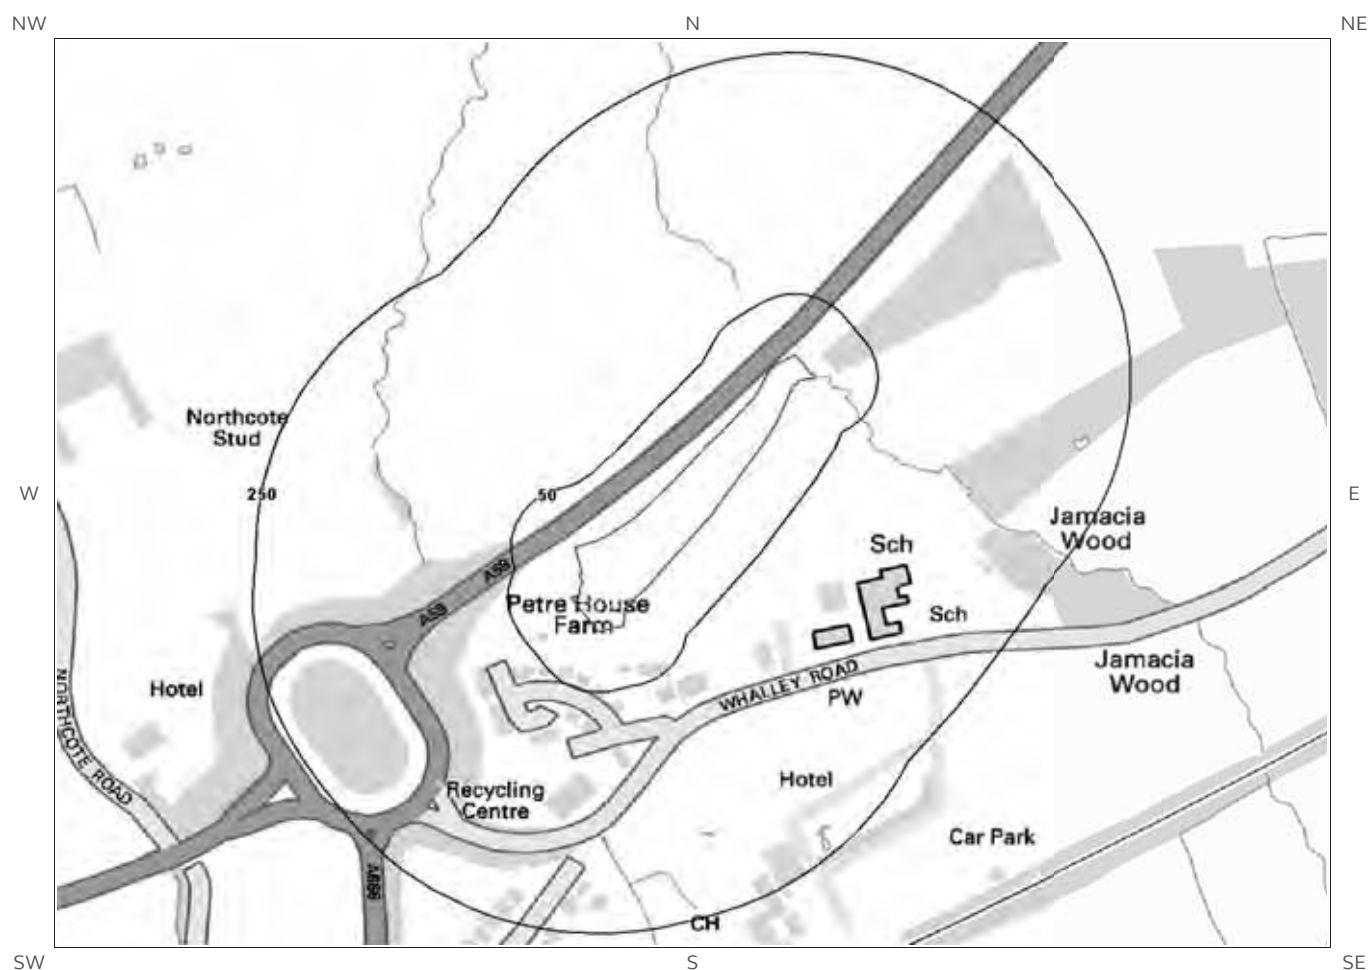 NW
N
NE
Northcote
Stud
W
250
50
E
Jamacia
Wood
Sch
A59
A59
Petre House
Farm
Sch
Hotel
WHALLEY ROAD
PW
Jamacia
Wood
NORTHCOTE ROAD
Hotel
Recycling
Centre
Car Park
A666
CH
SW
S
SE